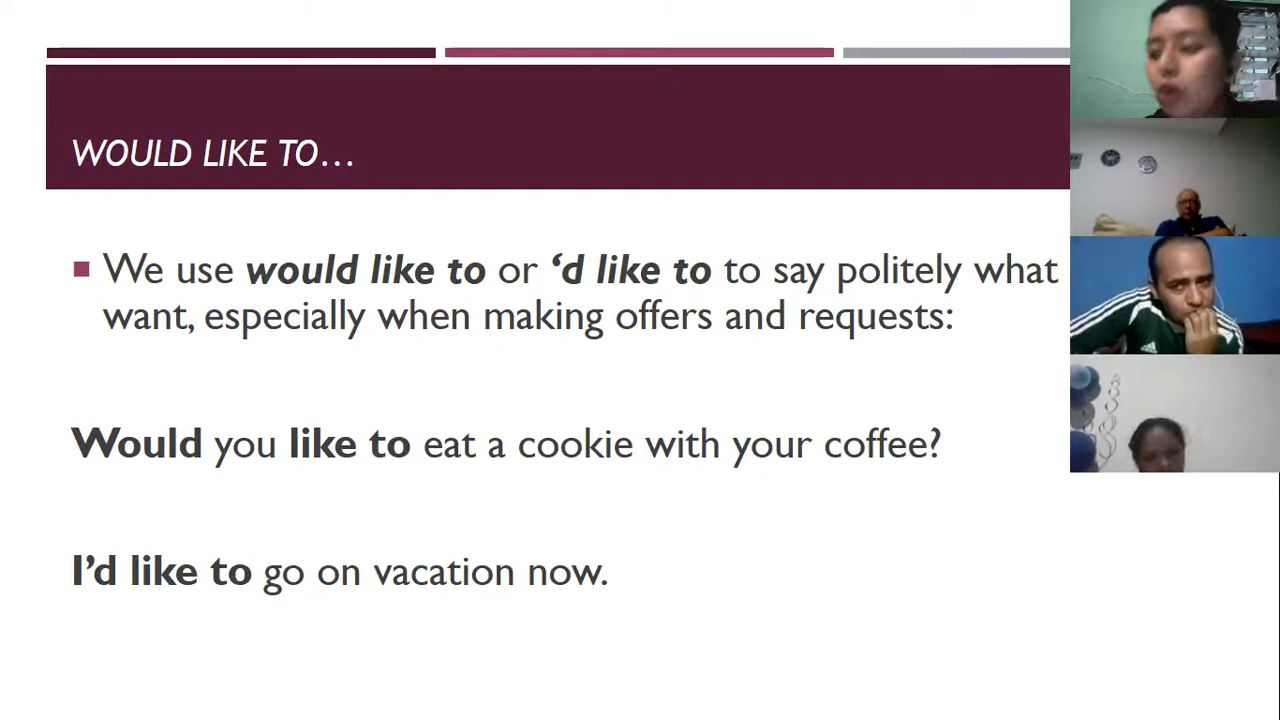 WOULD LIKE TO…
We use would like to or ‘d like to to say politely what
want, especially when making offers and requests:
Would you like to eat a cookie with your coffee?
I’d like to go on vacation now.